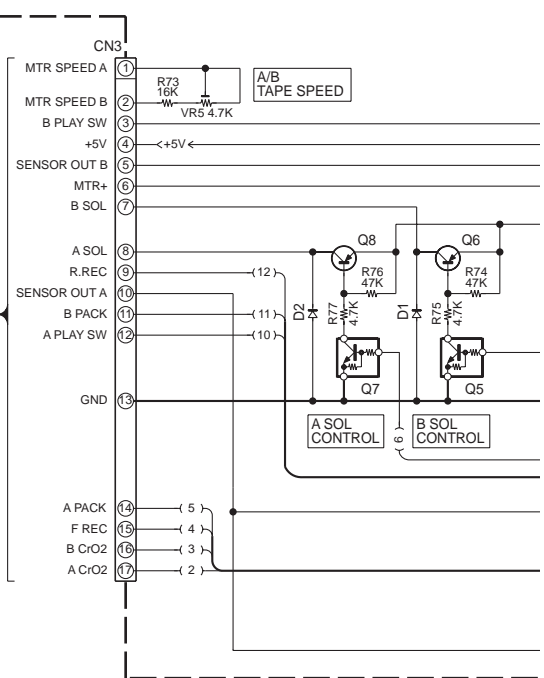 CN3
MTR SPEED A 1
R73
16K
A/B
TAPE SPEED
MTR SPEED B 2
VR5 4.7K
B PLAY SW 3
+5V 4 +5V
SENSOR OUT B 5
MTR+ 6
B SOL 7
Q8 Q6
A SOL 8
R.REC 9 12
R76
47K
R74
47K
SENSOR OUT A 10
B PACK 11 11
D2
R77
4.7K
D1
R75
4.7K
A PLAY SW 12 10
Q7 Q5
GND 13
A SOL
CONTROL
6
B SOL
CONTROL
A PACK 14 5
F REC 15 4
B CrO2 16 3
A CrO2 17 2